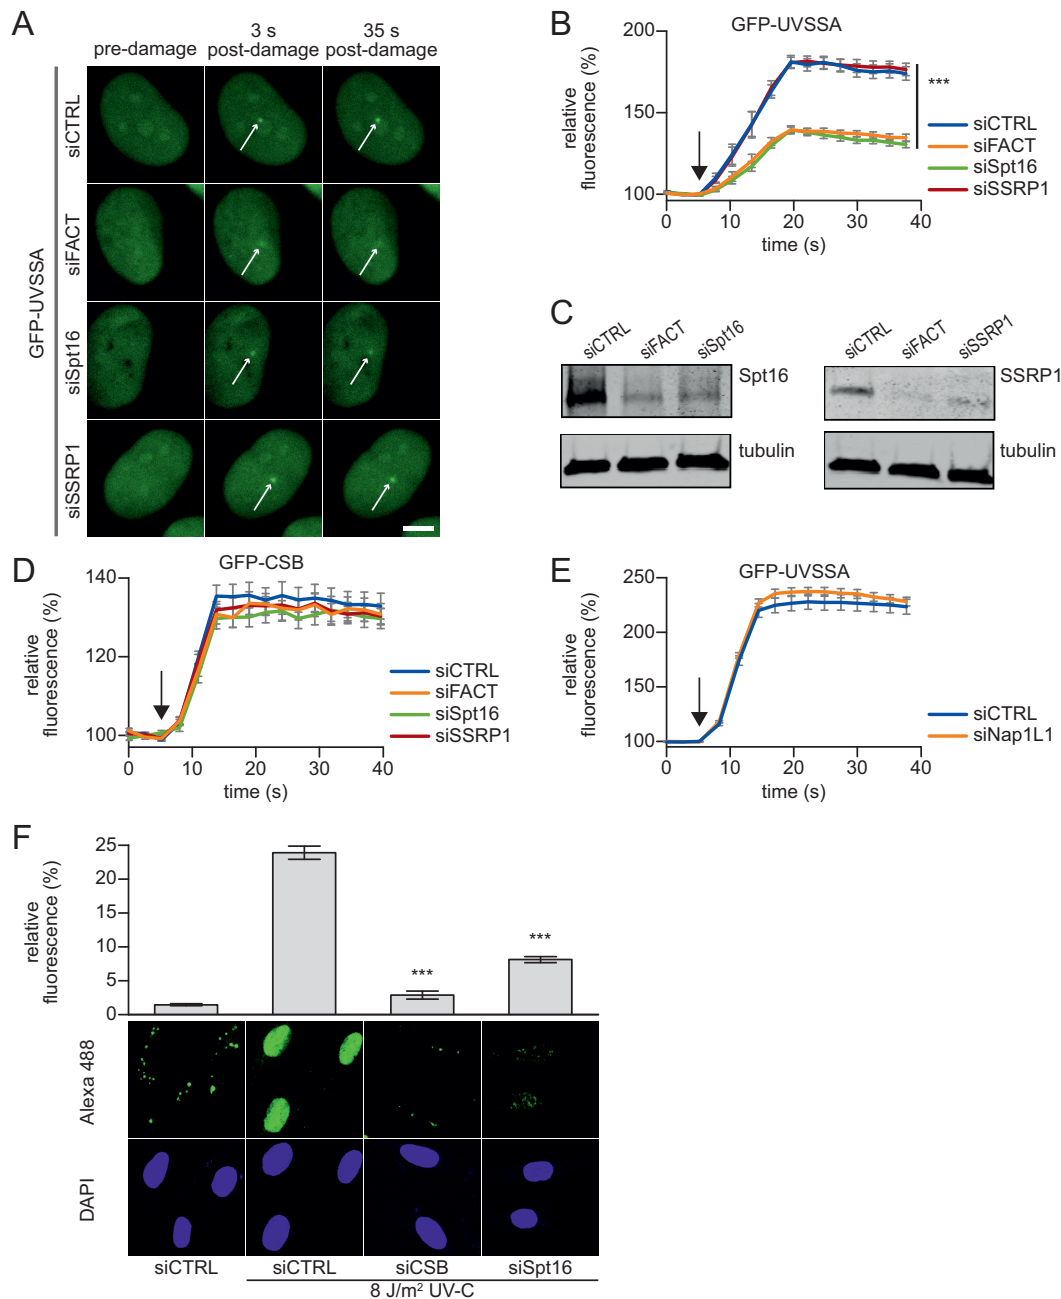 A
pre-damage
3 s
post-damage
35 s
post-damage
GFP-UVSSA
siCTRL
siFACT
siSpt16
siSSRP1
B
GFP-UVSSA
relative
fluorescence (%)
200
150
100
0 10 20 30 40
time (s)
***
siCTRL
siFACT
siSpt16
siSSRP1
C
siCTRL siFACT siSpt16
Spt16
tubulin
siCTRL siFACT siSSRP1
SSRP1
tubulin
D
GFP-CSB
relative
fluorescence (%)
140
120
100
0 10 20 30 40
time (s)
siCTRL
siFACT
siSpt16
siSSRP1
E
GFP-UVSSA
relative
fluorescence (%)
250
200
150
100
0 10 20 30 40
time (s)
siCTRL
siNap1L1
F
relative
fluorescence (%)
25
20
15
10
5
0
***
***
Alexa 488
DAPI
siCTRL siCTRL siCSB siSpt16
8 J/m² UV-C